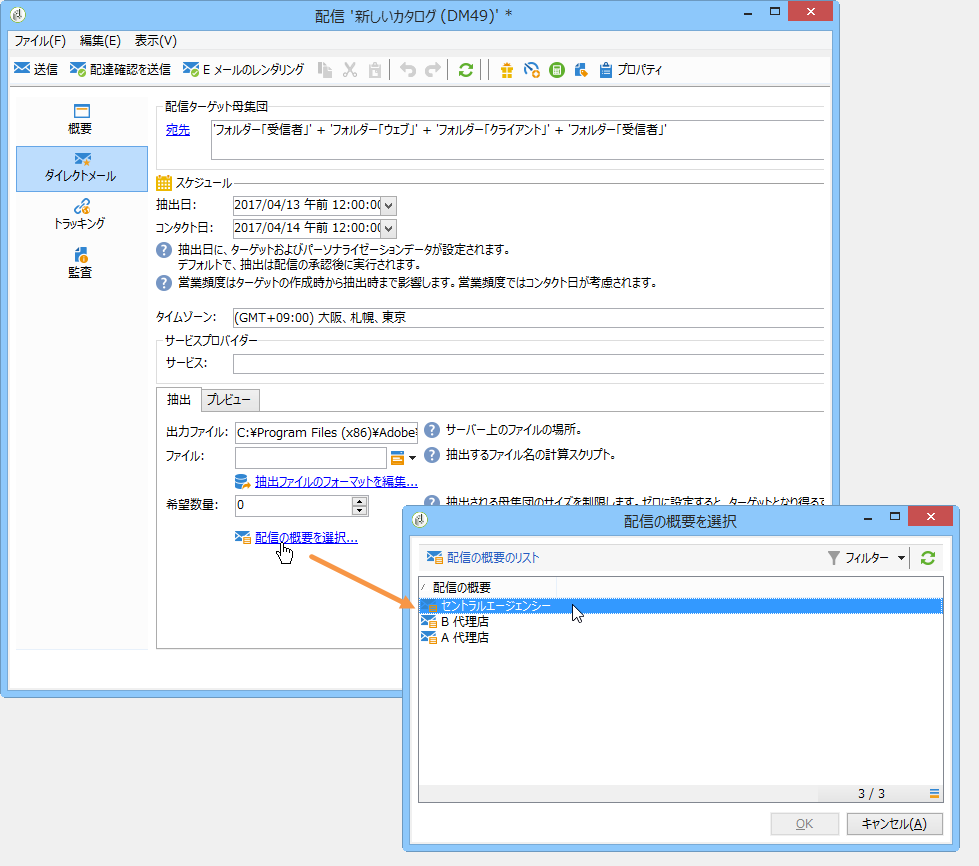 配信 '新しいカタログ (DM49)' *
ファイル(F) 編集(E) 表示(V)
送信 配達確認を送信 E メールのレンダリング プロパティ
概要
ダイレクトメール
トラッキング
監査
配信ターゲット母集団
宛先 'フォルダー「受信者」' + 'フォルダー「ウェブ」' + 'フォルダー「クライアント」' + 'フォルダー「受信者」'
スケジュール
抽出日: 2017/04/13 午前 12:00:00
コンタクト日: 2017/04/14 午前 12:00:00
抽出日に、ターゲットおよびパーソナライゼーションデータが設定されます。
デフォルトで、抽出は配信の承認後に実行されます。
営業頻度はターゲットの作成時から抽出時まで影響します。営業頻度ではコンタクト日が考慮されます。
タイムゾーン: (GMT+09:00) 大阪、札幌、東京
サービスプロバイダー
サービス:
抽出 プレビュー
出力ファイル: C:¥Program Files (x86)¥Adobe¥ サーバー上のファイルの場所。
ファイル: 抽出するファイル名の計算スクリプト。
抽出ファイルのフォーマットを編集...
希望数量: 0 抽出される母集団のサイズを制限します。ゼロに設定すると、ターゲットとなり得るす
配信の概要を選択...
配信の概要を選択
配信の概要のリスト フィルター
配信の概要
セントラルエージェンシー
B 代理店
A 代理店
3 / 3
OK キャンセル(A)